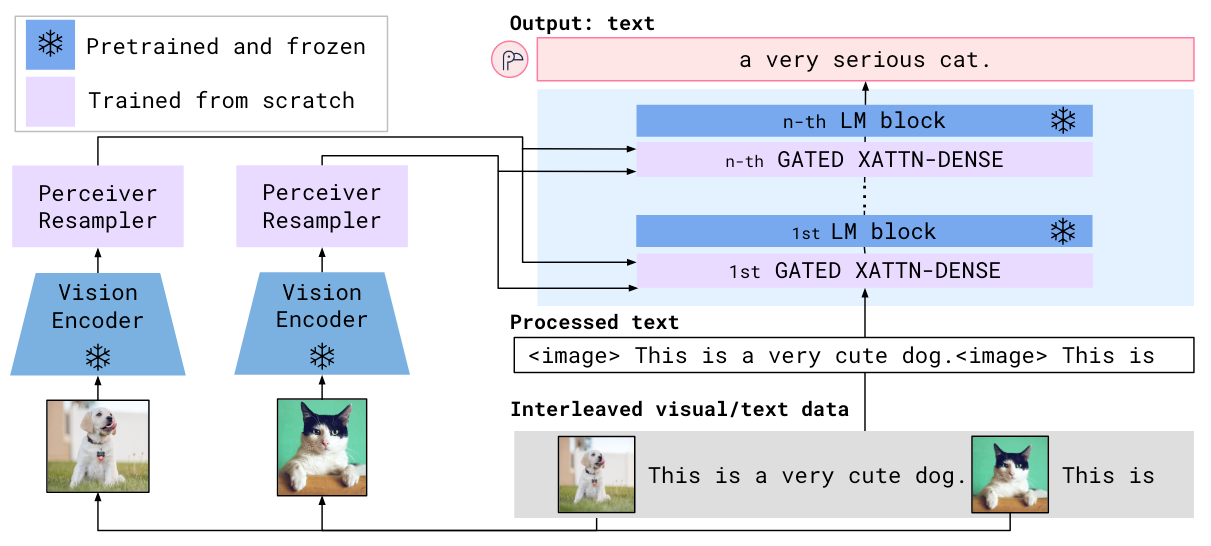 Pretrained and frozen
Trained from scratch
Perceiver
Resampler
Perceiver
Resampler
Vision
Encoder
Vision
Encoder
Output: text
a very serious cat.
n-th LM block
n-th GATED XATTN-DENSE
1st LM block
1st GATED XATTN-DENSE
Processed text
<image> This is a very cute dog.<image> This is
Interleaved visual/text data
This is a very cute dog.
This is